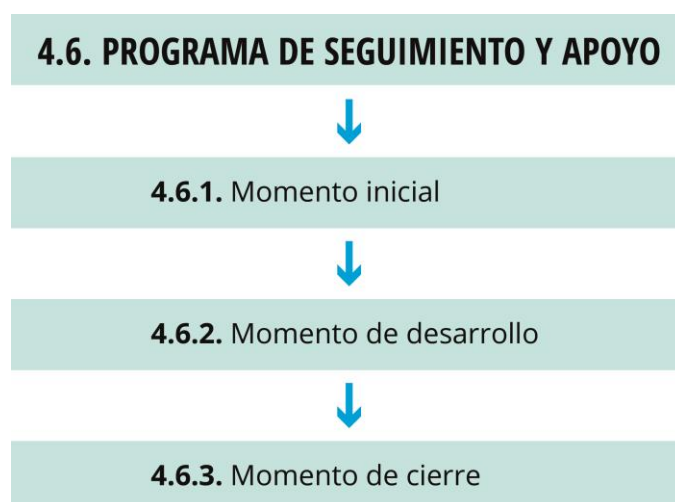 4.6. PROGRAMA DE SEGUIMIENTO Y APOYO
4.6.1. Momento inicial
4.6.2. Momento de desarrollo
4.6.3. Momento de cierre